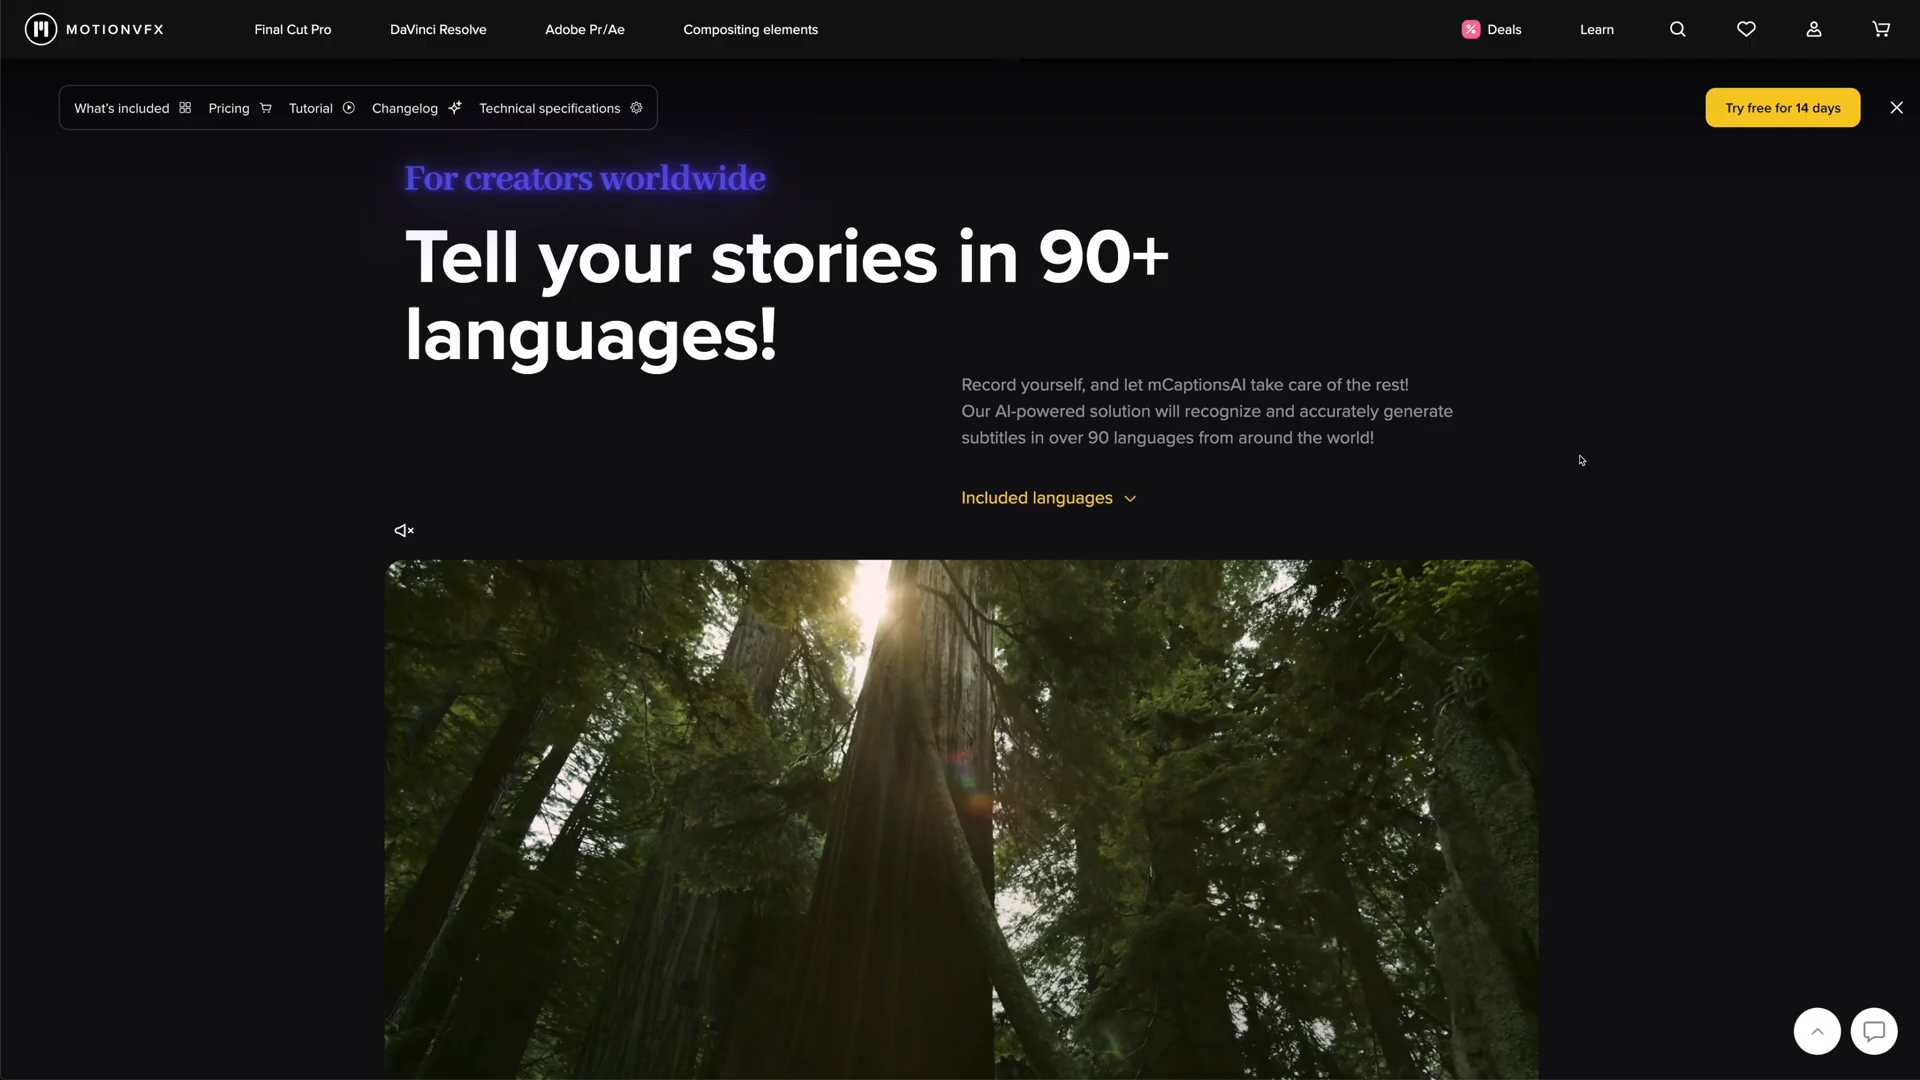 MOTIONVFX
Final Cut Pro
DaVinci Resolve
Adobe Pr/Ae
Compositing elements
% Deals
Learn
What's included
Pricing
Tutorial
Changelog
Technical specifications
Try free for 14 days
For creators worldwide
Tell your stories in 90+
languages!
Record yourself, and let mCaptionsAI take care of the rest!
Our AI-powered solution will recognize and accurately generate
subtitles in over 90 languages from around the world!
Included languages